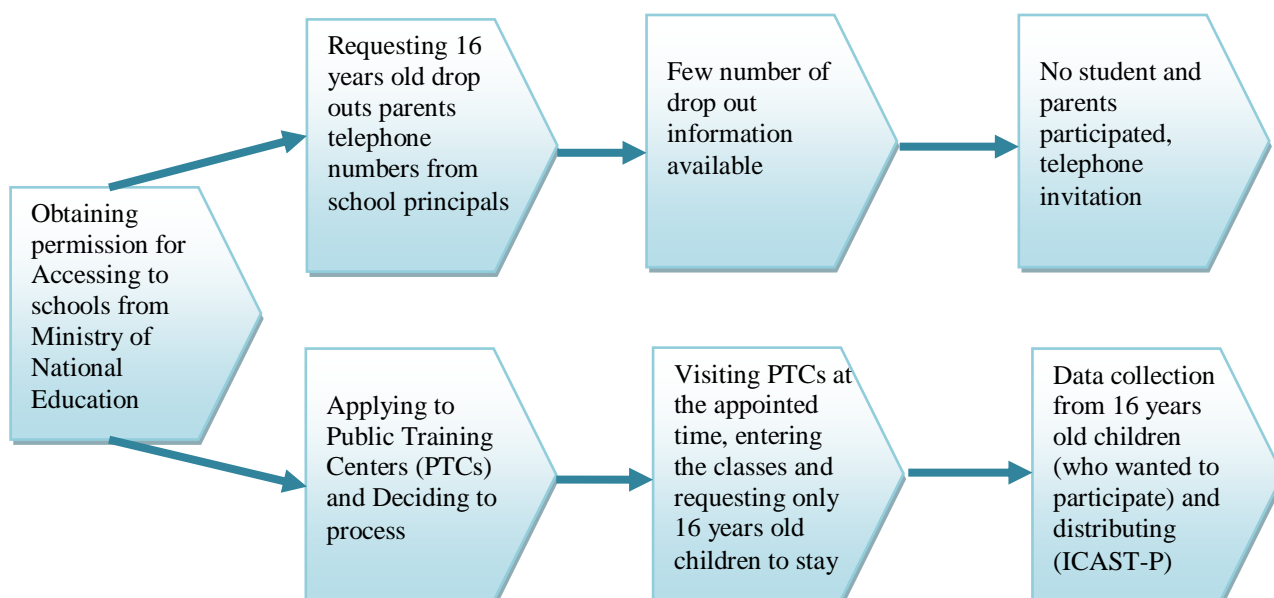 Obtaining
permission for
Accessing to
schools from
Ministry of
National
Education
Requesting 16
years old drop
outs parents
telephone
numbers from
school principals
Few number of
drop out
information
available
No student and
parents
participated,
telephone
invitation
Applying to
Public Training
Centers (PTCs)
and Deciding to
process
Visiting PTCs at
the appointed
time, entering
the classes and
requesting only
16 years old
children to stay
Data collection
from 16 years
old children
(who wanted to
participate) and
distributing
(ICAST-P)